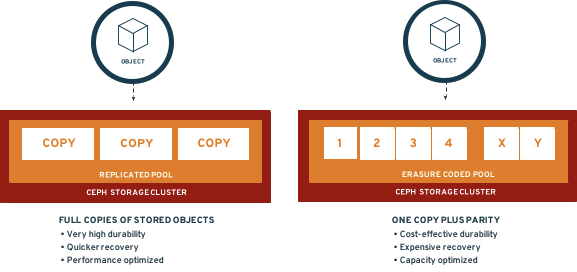 OBJECT
COPY COPY COPY
REPLICATED POOL
CEPH STORAGE CLUSTER
FULL COPIES OF STORED OBJECTS
• Very high durability
• Quicker recovery
• Performance optimized
OBJECT
1 2 3 4 X Y
ERASURE CODED POOL
CEPH STORAGE CLUSTER
ONE COPY PLUS PARITY
• Cost-effective durability
• Expensive recovery
• Capacity optimized